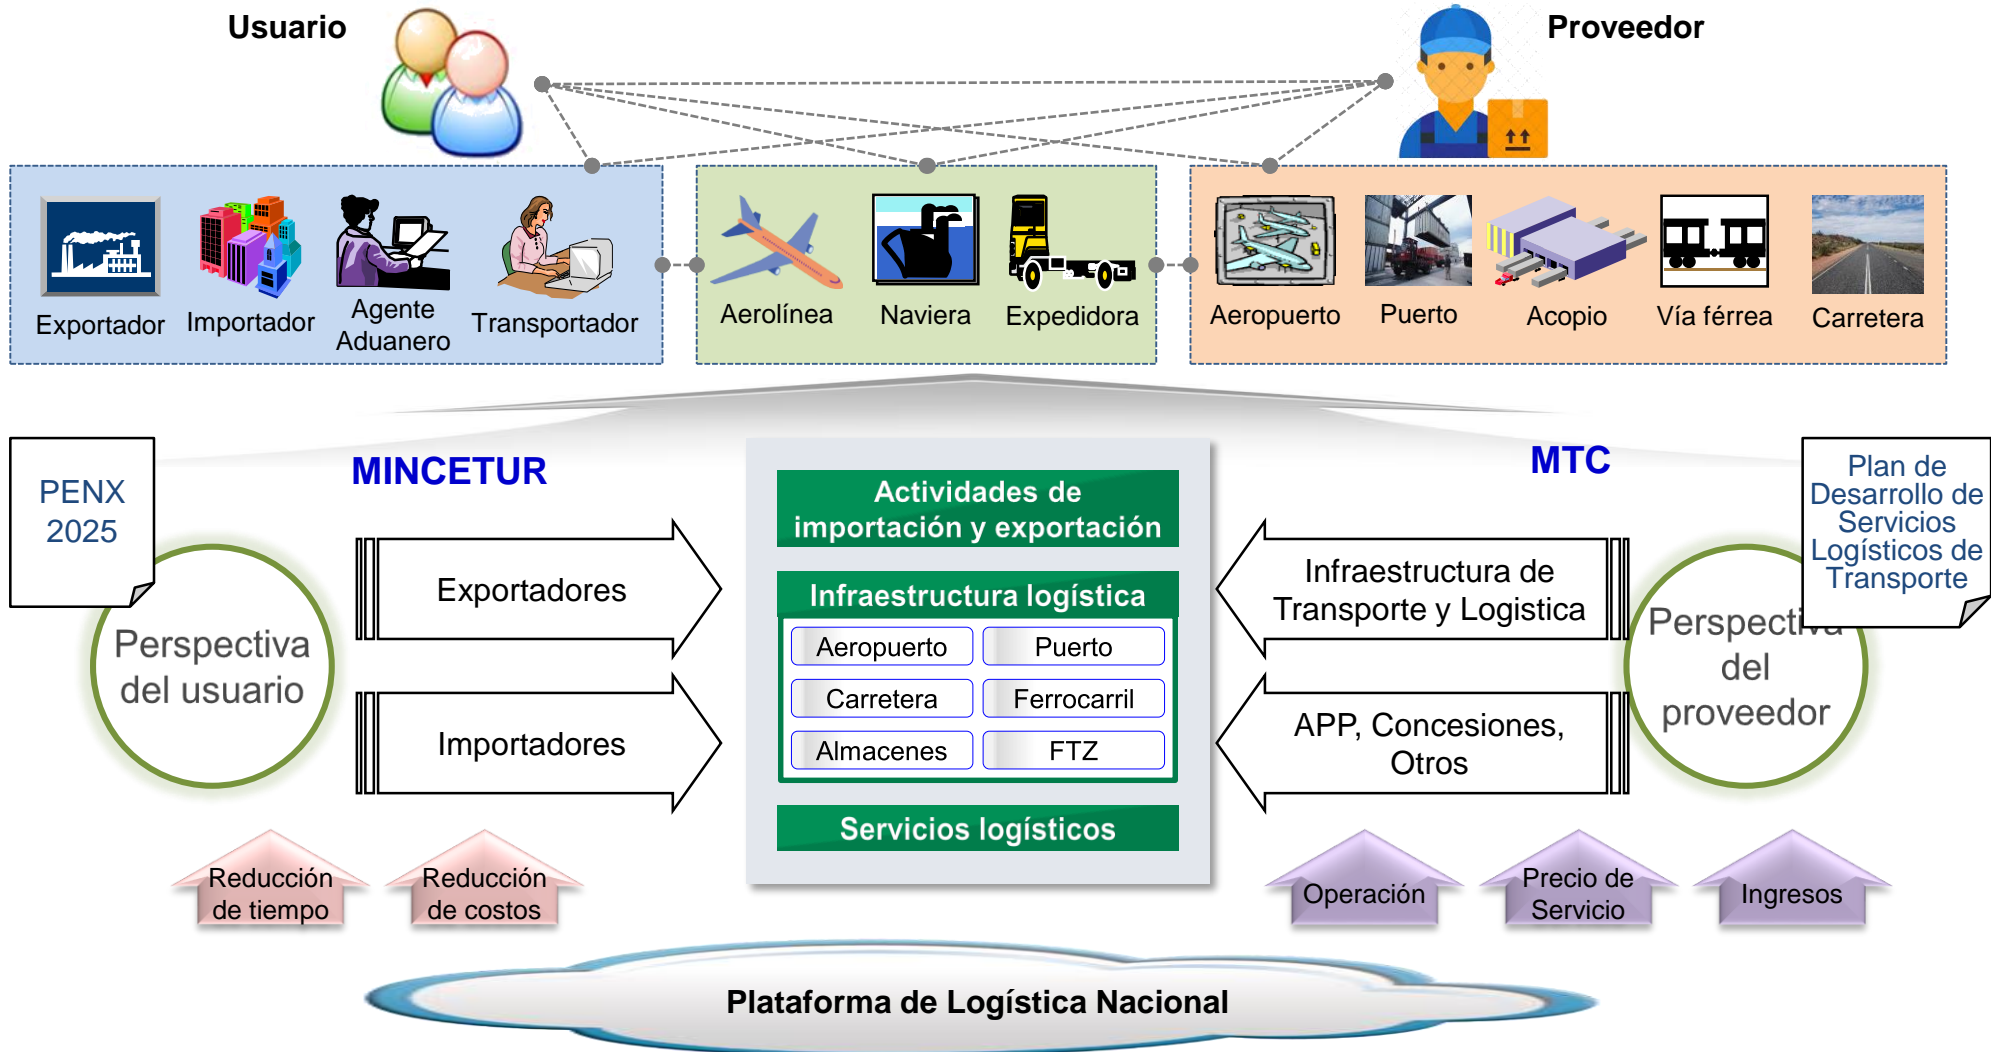 Usuario
Proveedor
Exportador
Importador
Agente
Aduanero
Transportador
Aerolínea
Naviera
Expedidora
Aeropuerto
Puerto
Acopio
Vía férrea
Carretera
PENX
2025
MINCETUR
MTC
Plan de
Desarrollo de
Servicios
Logísticos de
Transporte
Perspectiva
del usuario
Exportadores
Importadores
Actividades de
importación y exportación
Infraestructura logística
Aeropuerto
Puerto
Carretera
Ferrocarril
Almacenes
FTZ
Servicios logísticos
Infraestructura de
Transporte y Logistica
APP, Concesiones,
Otros
Perspectiva
del
proveedor
Reducción
de tiempo
Reducción
de costos
Operación
Precio de
Servicio
Ingresos
Plataforma de Logística Nacional